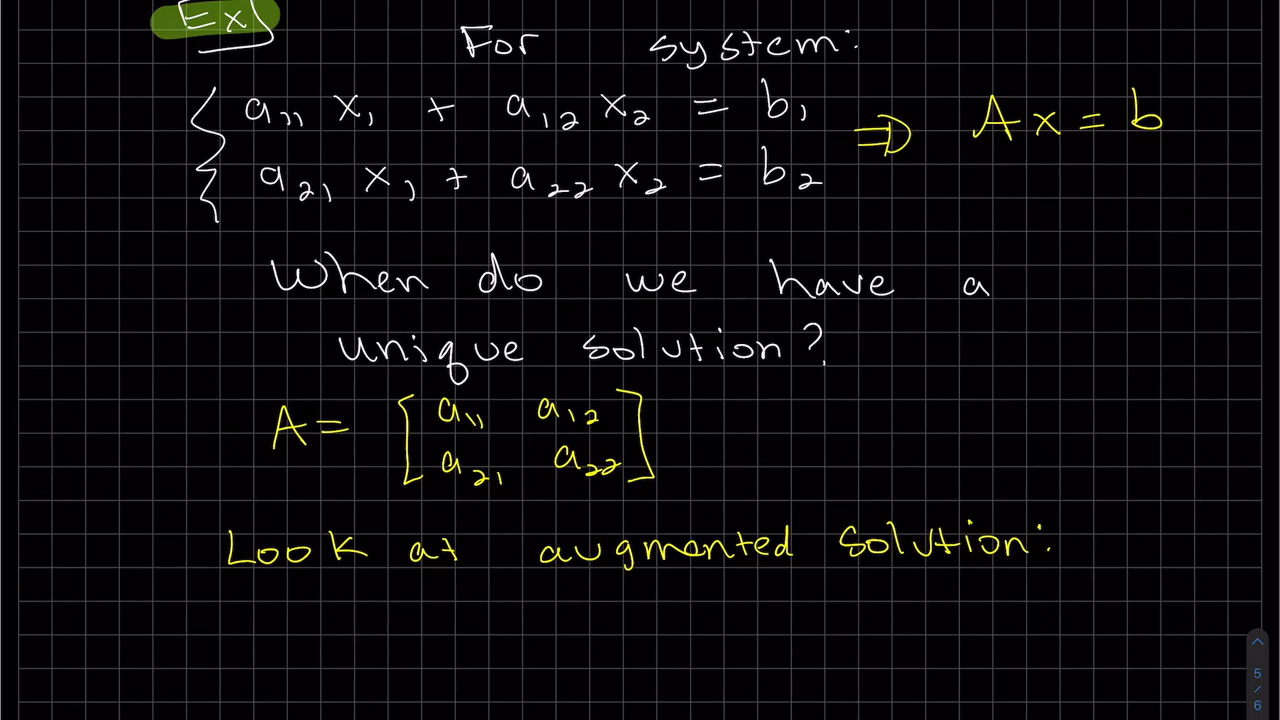 Ex)
For system:
a₁₁ x₁ + a₁₂ x₂ = b₁
a₂₁ x₁ + a₂₂ x₂ = b₂
⇒ Ax = b
When do we have a
unique solution?
A = [ a₁₁ a₁₂
a₂₁ a₂₂ ]
Look at augmented solution:
5
/
6